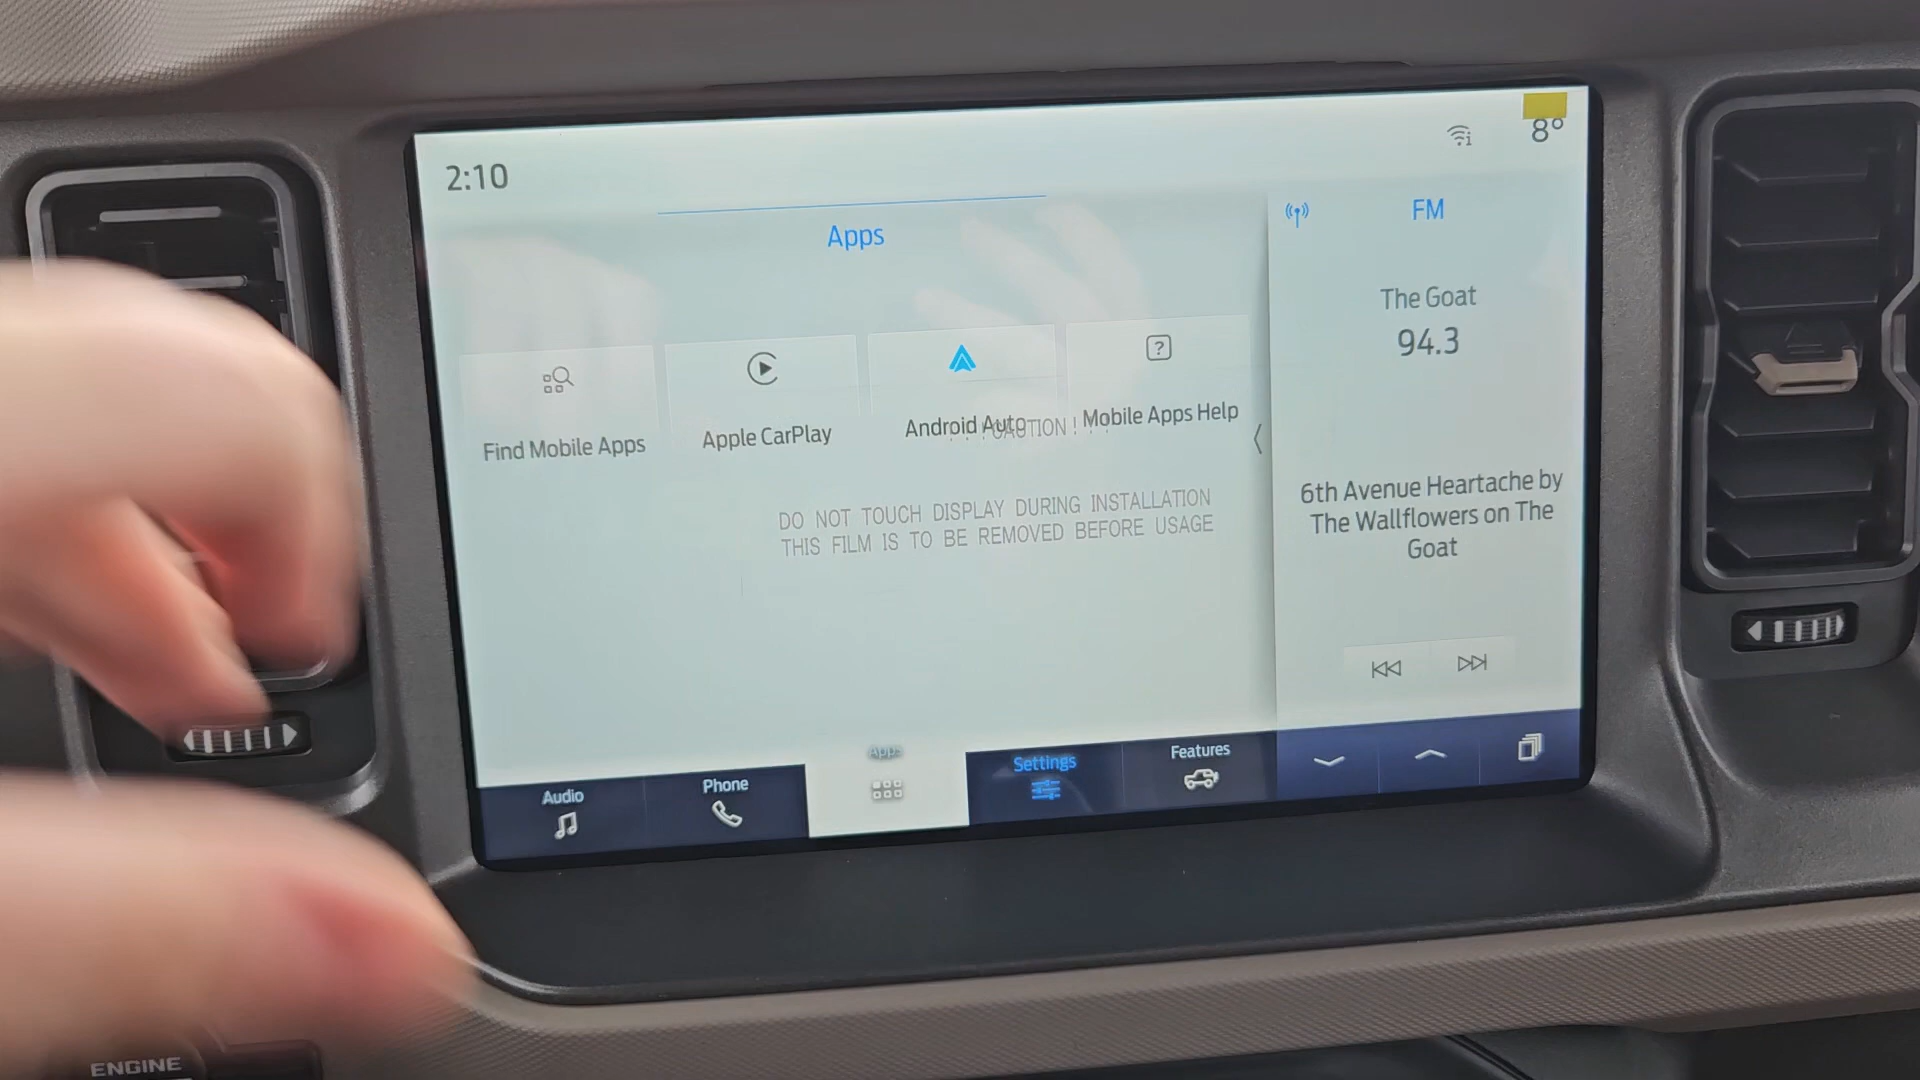 2:10
8°
Apps
FM
The Goat
94.3
Find Mobile Apps
Apple CarPlay
Android Auto
Mobile Apps Help
! CAUTION !
DO NOT TOUCH DISPLAY DURING INSTALLATION
THIS FILM IS TO BE REMOVED BEFORE USAGE
6th Avenue Heartache by
The Wallflowers on The
Goat
Audio
Phone
Apps
Settings
Features
ENGINE